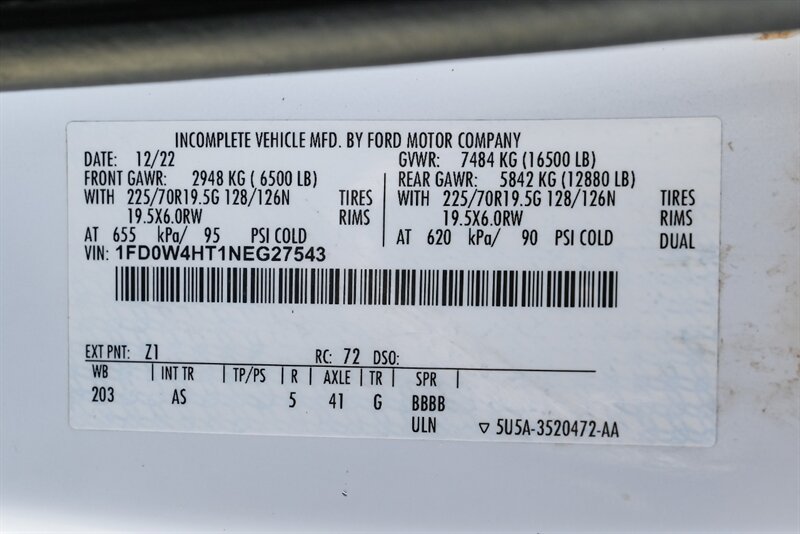 INCOMPLETE VEHICLE MFD. BY FORD MOTOR COMPANY
DATE: 12/22 GVWR: 7484 KG (16500 LB)
FRONT GAWR: 2948 KG ( 6500 LB) REAR GAWR: 5842 KG (12880 LB)
WITH 225/70R19.5G 128/126N TIRES WITH 225/70R19.5G 128/126N TIRES
19.5X6.0RW RIMS 19.5X6.0RW RIMS
AT 655 kPa/ 95 PSI COLD AT 620 kPa/ 90 PSI COLD DUAL
VIN: 1FD0W4HT1NEG27543
EXT PNT: Z1 RC: 72 DSO:
WB | INT TR | TP/PS | R | AXLE | TR | SPR |
203 AS 5 41 G BBBB
ULN ▽ 5U5A-3520472-AA